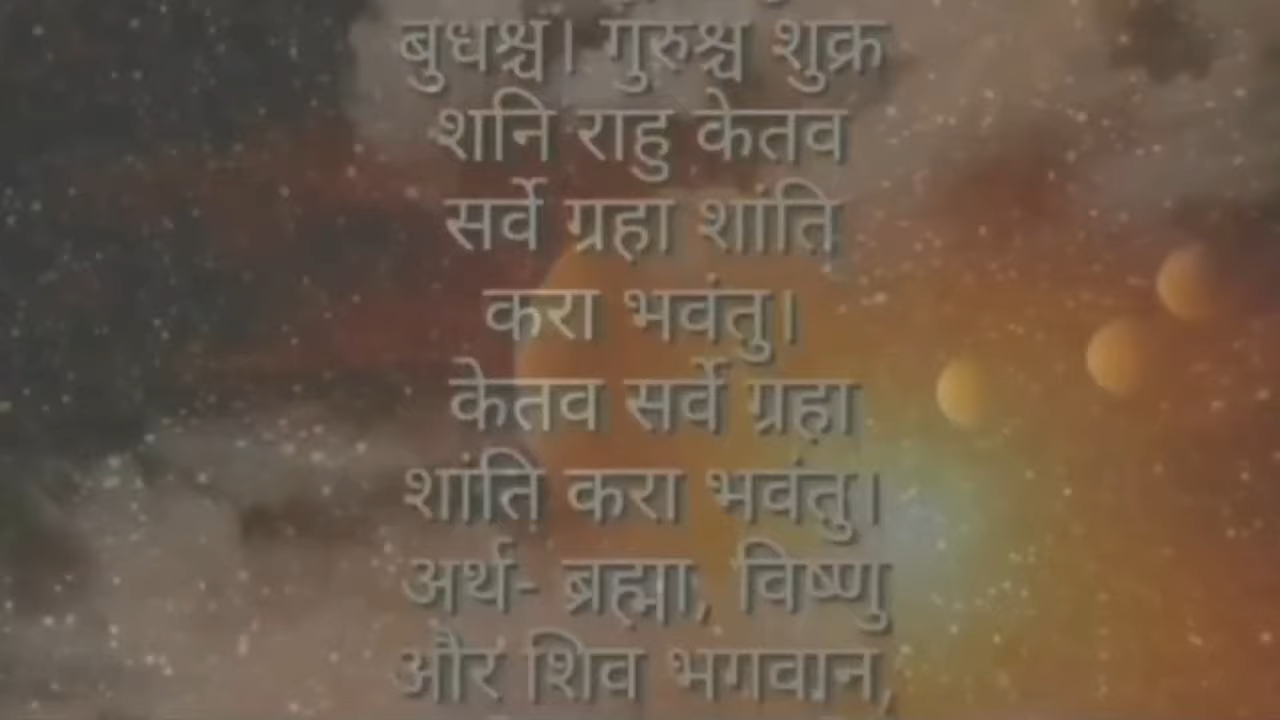 बुधश्च। गुरुश्च शुक्र
शनि राहु केतव
सर्वे ग्रहा शांति
करा भवंतु।
केतव सर्वे ग्रहा
शांति करा भवंतु।
अर्थ- ब्रह्मा, विष्णु
और शिव भगवान,